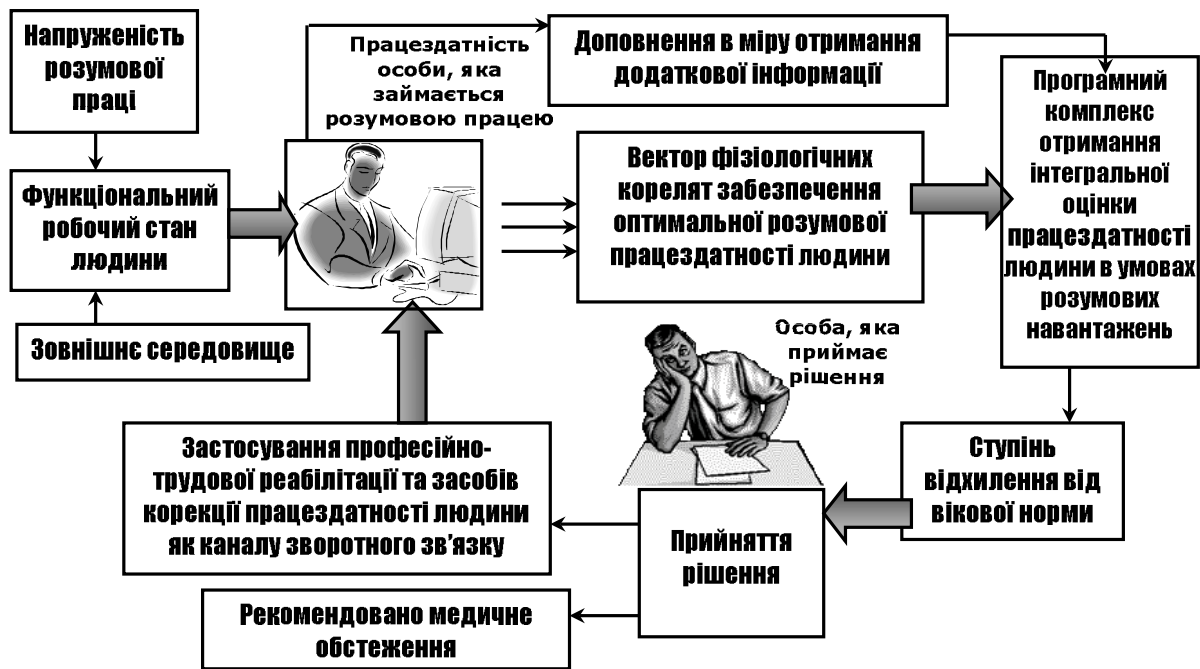 Напруженість
розумової
праці
Працездатність
особи, яка
займається
розумовою працею
Доповнення в міру отримання
додаткової інформації
Програмний
комплекс
отримання
інтегральної
оцінки
працездатності
людини в умовах
розумових
навантажень
Функціональний
робочий стан
людини
Вектор фізіологічних
корелят забезпечення
оптимальної розумової
працездатності людини
Зовнішнє середовище
Особа, яка
приймає
рішення
Застосування професійно-
трудової реабілітації та засобів
корекції працездатності людини
як каналу зворотного зв’язку
Ступінь
відхилення від
вікової норми
Прийняття
рішення
Рекомендовано медичне
обстеження